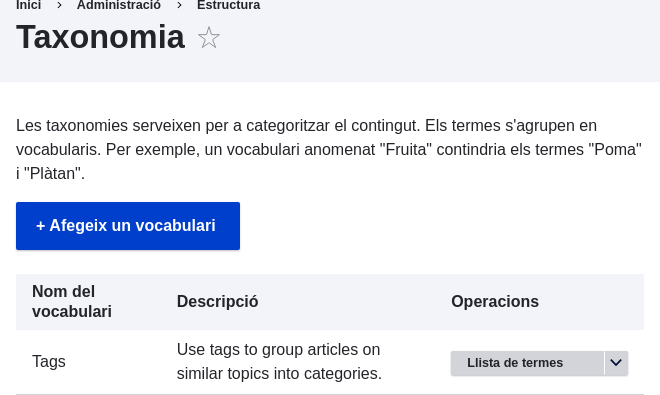 Inici > Administració > Estructura
Taxonomia
Les taxonomies serveixen per a categoritzar el contingut. Els termes s'agrupen en
vocabularis. Per exemple, un vocabulari anomenat "Fruita" contindria els termes "Poma"
i "Plàtan".
+ Afegeix un vocabulari
Nom del
vocabulari
Descripció
Operacions
Tags
Use tags to group articles on
similar topics into categories.
Llista de termes